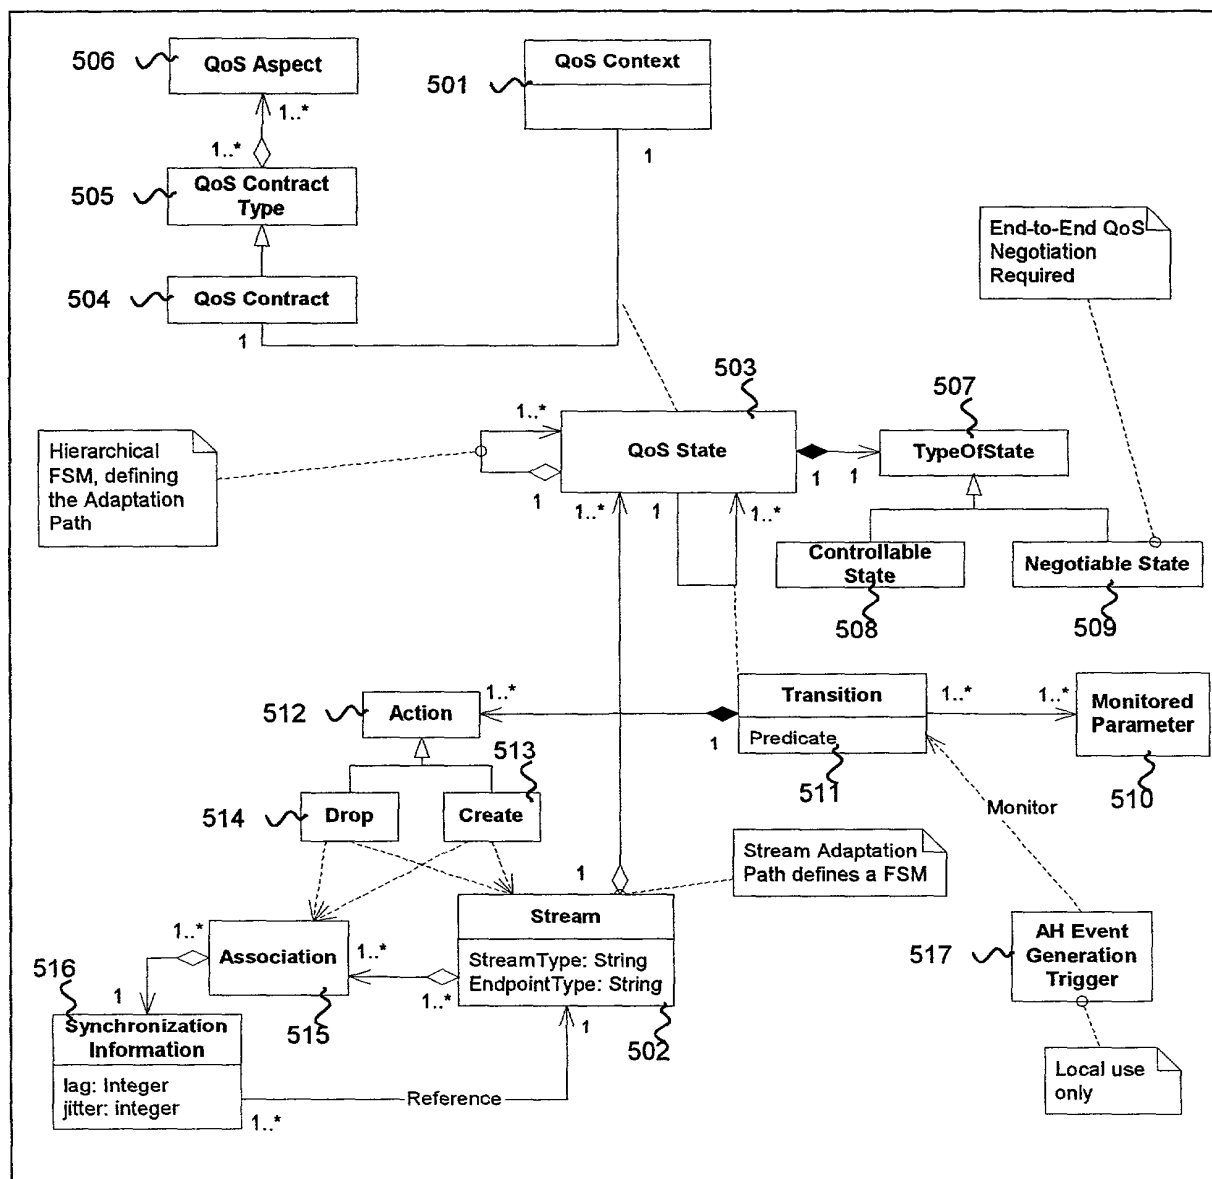 506
QoS Aspect
QoS Context
501
1..*
1..*
1
505
QoS Contract
Type
End-to-End QoS
Negotiation
Required
504
QoS Contract
1
503
507
1..*
Hierarchical
FSM, defining
the Adaptation
Path
QoS State
TypeOfState
1
1
1
1..*
1
1..*
Controllable
State
Negotiable State
508
509
1..*
Transition
1..*
1..*
Monitored
Parameter
512
Action
1
Predicate
513
511
510
514
Drop
Create
Monitor
Stream Adaptation
Path defines a FSM
1
Stream
1..*
1..*
AH Event
Generation
Trigger
517
516
Association
StreamType: String
EndpointType: String
1..*
1
515
1
502
Synchronization
Information
lag: Integer
jitter: integer
Reference
1..*
Local use
only